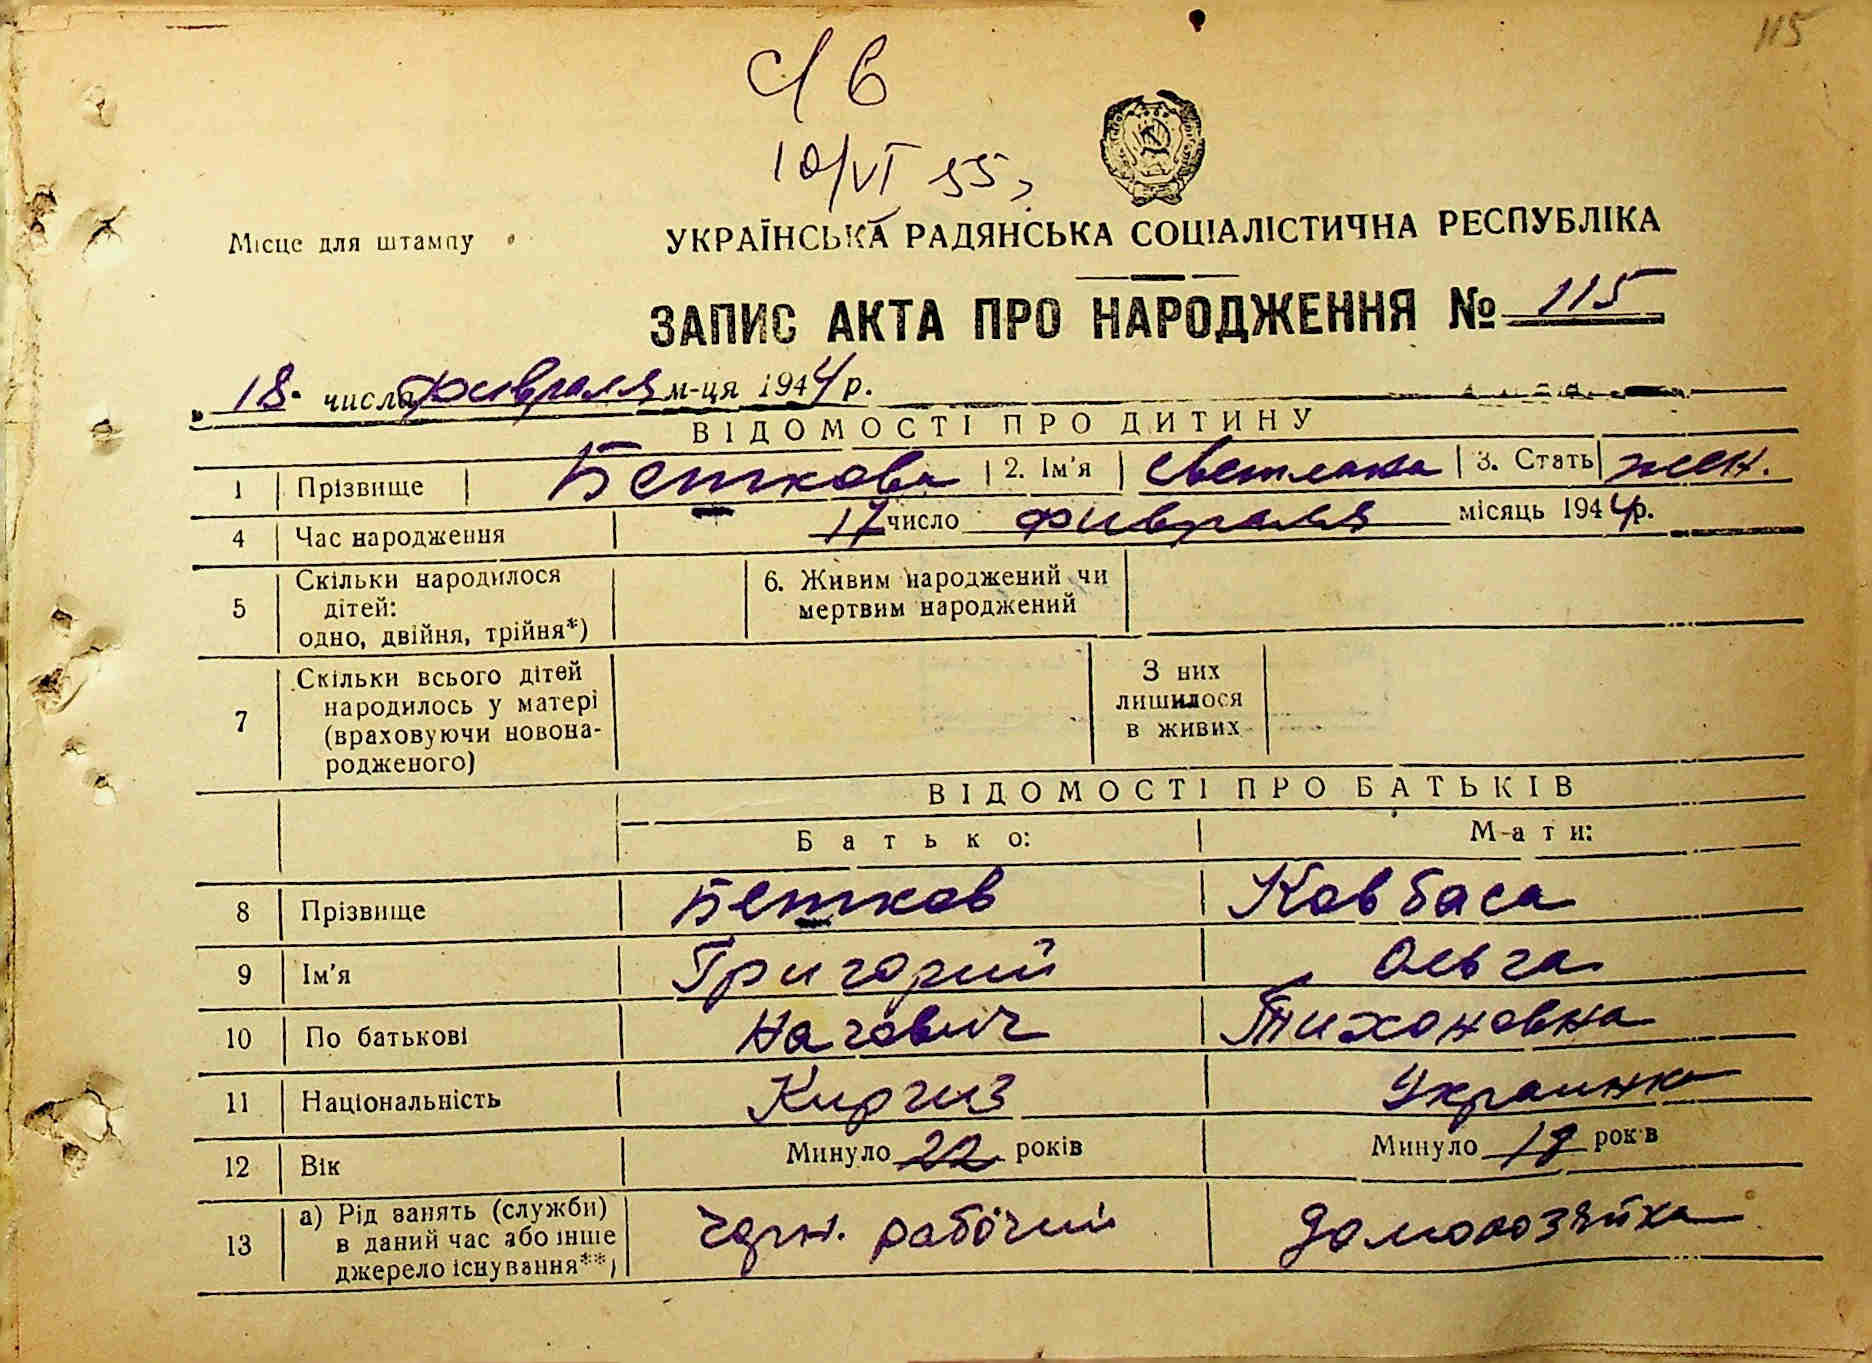 115
с/в
10/VI 55
Місце для штампу
УКРАЇНСЬКА РАДЯНСЬКА СОЦІАЛІСТИЧНА РЕСПУБЛІКА
ЗАПИС АКТА ПРО НАРОДЖЕННЯ № 115
„ 18 числа февраля м-ця 1944 р.
ВІДОМОСТІ ПРО ДИТИНУ
1 Прізвище Бепкова 2. Ім'я Светлана 3. Стать жен.
4 Час народження 17 число февраля місяць 1944 р.
5 Скільки народилося дітей: одно, двійня, трійня*) 6. Живим народжений чи мертвим народжений
7 Скільки всього дітей народилось у матері (враховуючи новонародженого) З них лишилося в живих
ВІДОМОСТІ ПРО БАТЬКІВ
Батько: Мати:
8 Прізвище Бепков Ковбаса
9 Ім'я Григорий Ольга
10 По батькові Тихоновна
11 Національність Киргиз Украинка
12 Вік Минуло 22 років Минуло років
13 а) Рід занять (служби) в даний час або інше джерело існування**) черн. рабочий домохозяйка